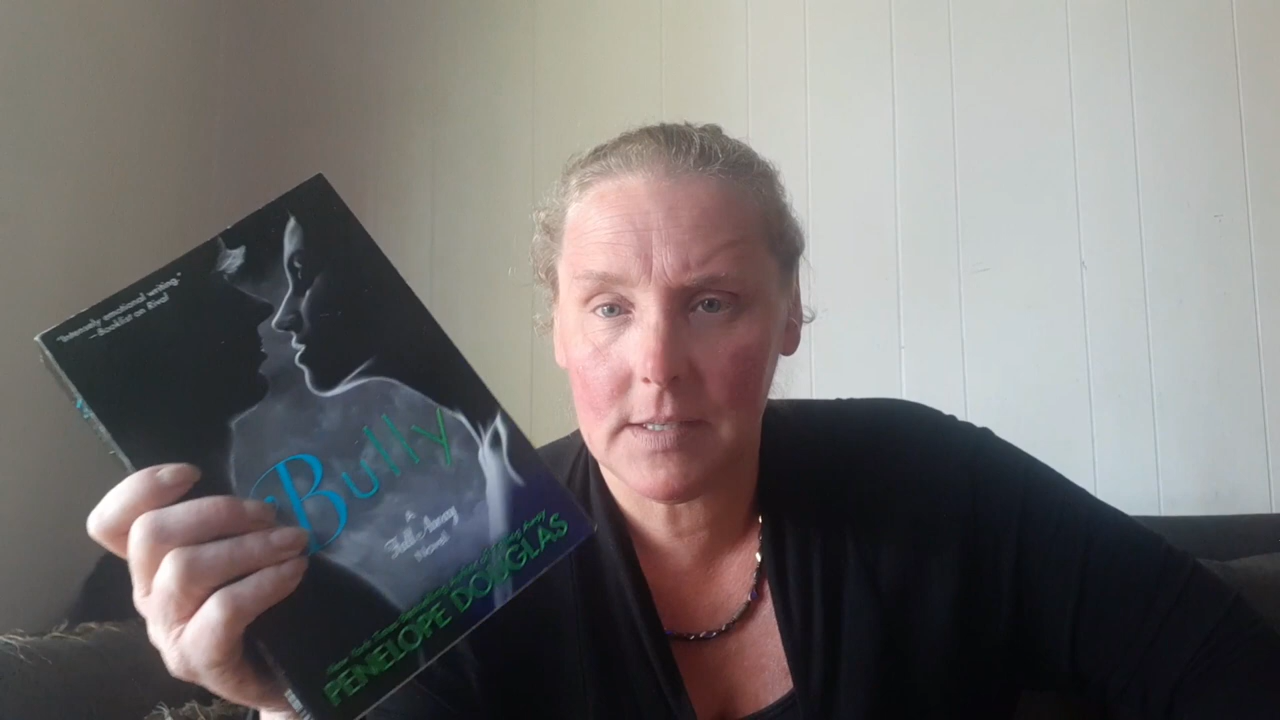 "Intensely emotional writing."
—Booklist on Rival
Bully
A
Fall Away
Novel
PENELOPE DOUGLAS